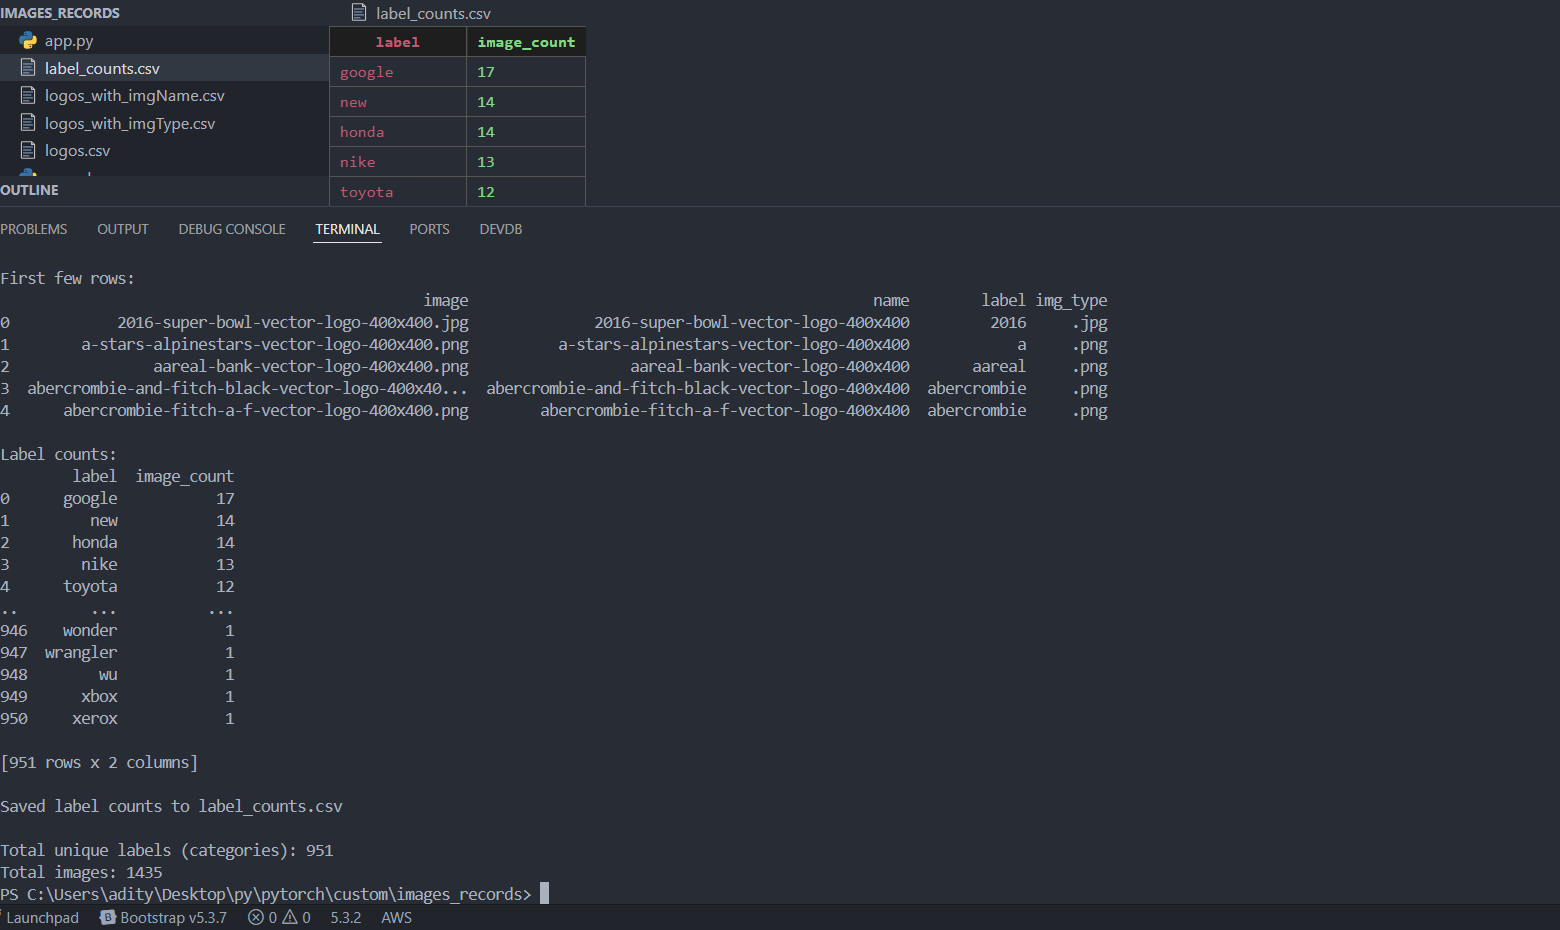 IMAGES_RECORDS
app.py
label_counts.csv
logos_with_imgName.csv
logos_with_imgType.csv
logos.csv
OUTLINE
label_counts.csv
label image_count
google 17
new 14
honda 14
nike 13
toyota 12
PROBLEMS OUTPUT DEBUG CONSOLE TERMINAL PORTS DEVDB
First few rows:
image name label img_type
0 2016-super-bowl-vector-logo-400x400.jpg 2016-super-bowl-vector-logo-400x400 2016 .jpg
1 a-stars-alpinestars-vector-logo-400x400.png a-stars-alpinestars-vector-logo-400x400 a .png
2 aareal-bank-vector-logo-400x400.png aareal-bank-vector-logo-400x400 aareal .png
3 abercrombie-and-fitch-black-vector-logo-400x40... abercrombie-and-fitch-black-vector-logo-400x400 abercrombie .png
4 abercrombie-fitch-a-f-vector-logo-400x400.png abercrombie-fitch-a-f-vector-logo-400x400 abercrombie .png
Label counts:
label image_count
0 google 17
1 new 14
2 honda 14
3 nike 13
4 toyota 12
.. ... ...
946 wonder 1
947 wrangler 1
948 wu 1
949 xbox 1
950 xerox 1
[951 rows x 2 columns]
Saved label counts to label_counts.csv
Total unique labels (categories): 951
Total images: 1435
PS C:\Users\adity\Desktop\py\pytorch\custom\images_records>
Launchpad B Bootstrap v5.3.7 0 0 5.3.2 AWS